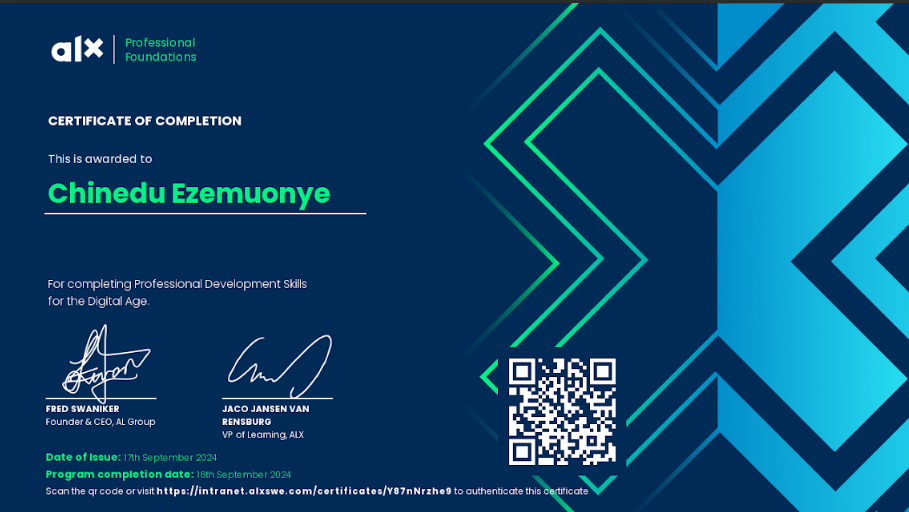 alx
Professional
Foundations
CERTIFICATE OF COMPLETION
This is awarded to
Chinedu Ezemuonye
For completing Professional Development Skills
for the Digital Age.
FRED SWANIKER
Founder & CEO, AL Group
JACO JANSEN VAN
RENSBURG
VP of Learning, ALX
Date of Issue: 17th September 2024
Program completion date: 16th September 2024
Scan the qr code or visit https://intranet.alxswe.com/certificates/Y87nNrzhe9 to authenticate this certificate